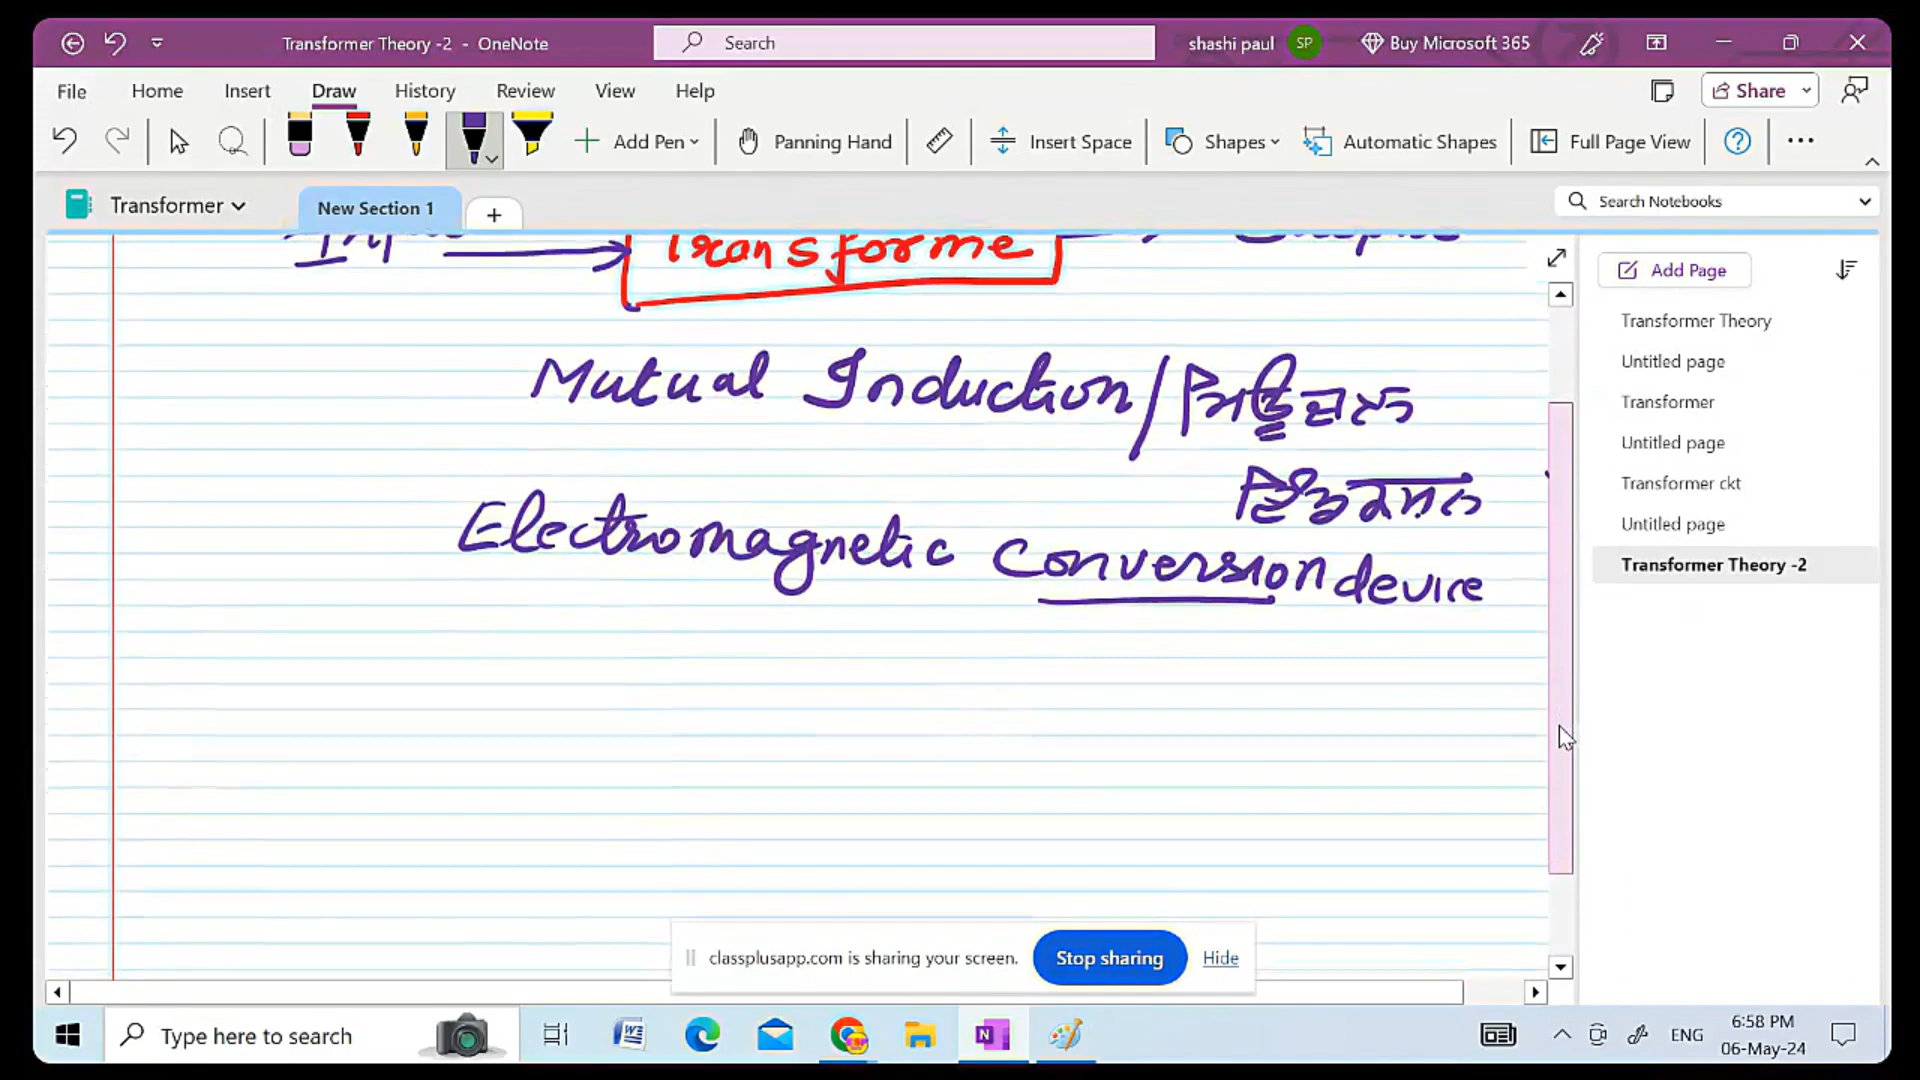 Transformer Theory -2 - OneNote
Search
shashi paul SP
Buy Microsoft 365
File Home Insert Draw History Review View Help
Share
Add Pen
Panning Hand
Insert Space
Shapes
Automatic Shapes
Full Page View
Transformer
New Section 1
Search Notebooks
Transforme
Mutual Induction/
Electromagnetic Conversion device
Add Page
Transformer Theory
Untitled page
Transformer
Untitled page
Transformer ckt
Untitled page
Transformer Theory -2
classplusapp.com is sharing your screen.
Stop sharing
Hide
Type here to search
ENG
6:58 PM
06-May-24